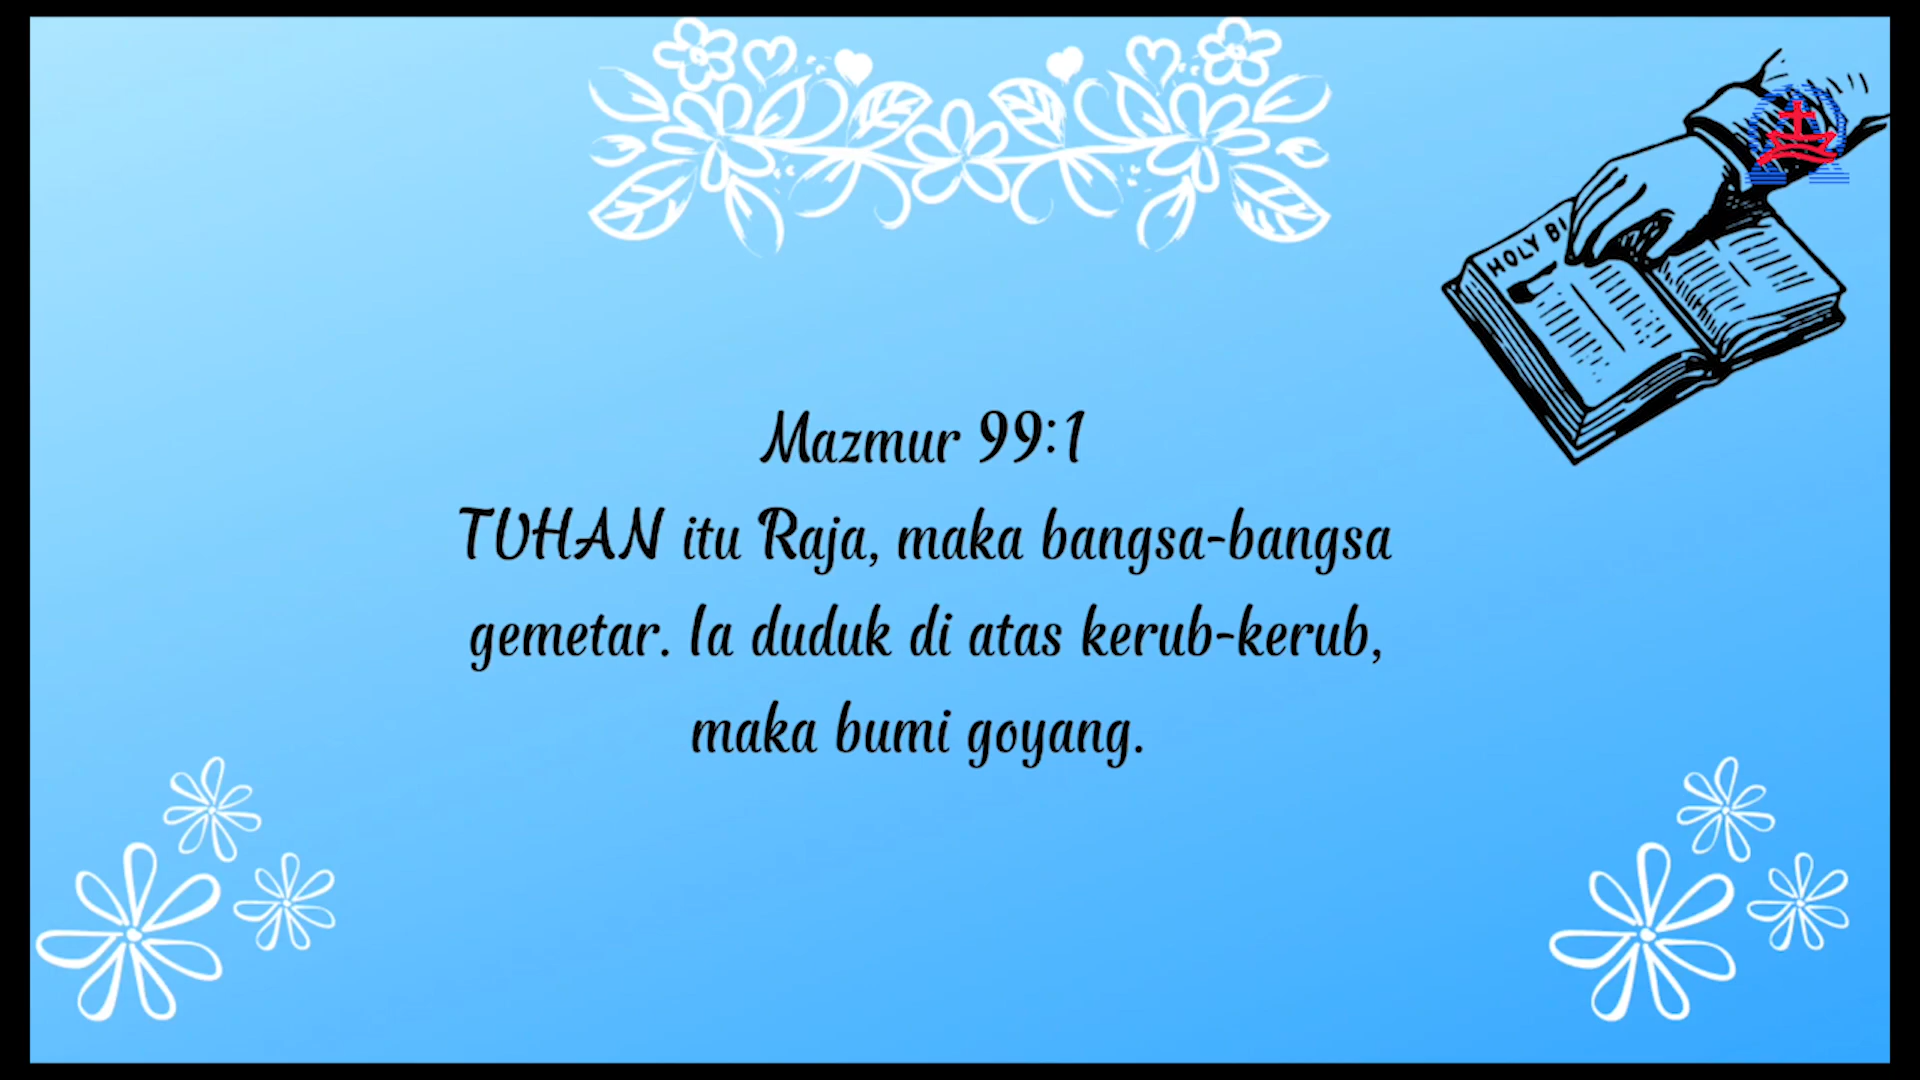 HOLY BI
Mazmur 99:1
TUHAN itu Raja, maka bangsa-bangsa
gemetar. Ia duduk di atas kerub-kerub,
maka bumi goyang.